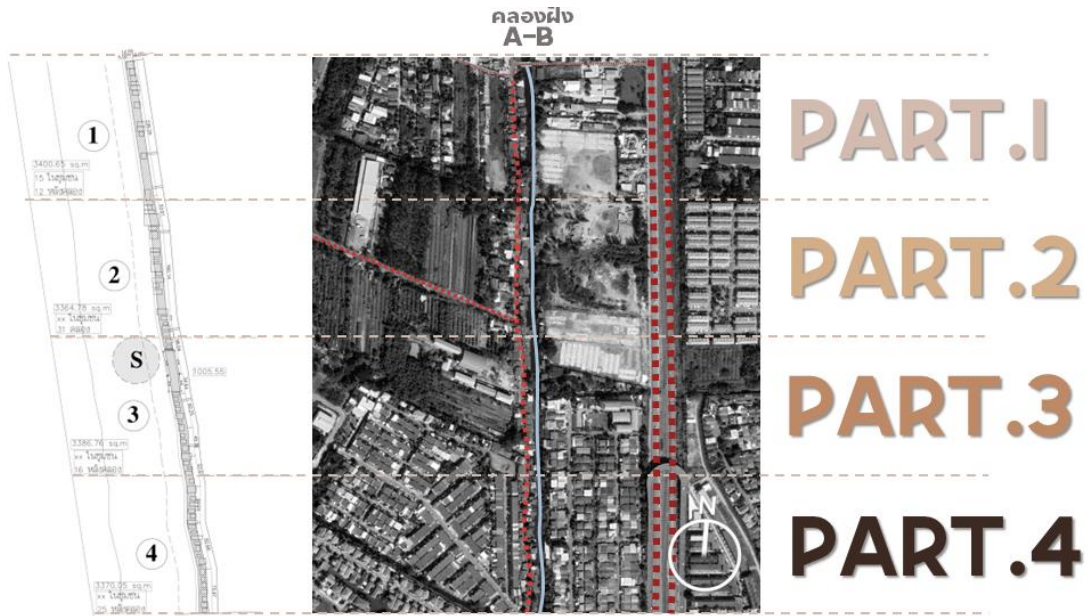 คลองฝั่ง
A-B
1
3400.65 sq.m
15 ในชุมชน
12 หลังคลอง
PART.1
2
3364.78 sq.m
xx ในชุมชน
31 คลอง
PART.2
S
1005.55
3
3386.76 sq.m
xx ในชุมชน
16 หลังคลอง
PART.3
N
4
3370.05 sq.m
xx ในชุมชน
25 หลังคลอง
PART.4